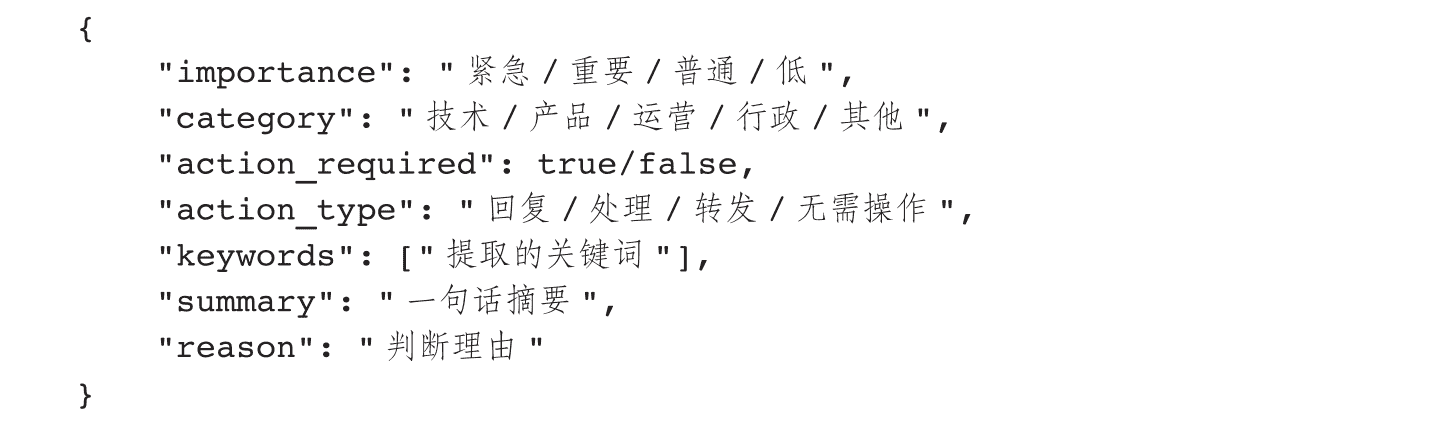 {
"importance": "紧急/重要/普通/低",
"category": "技术/产品/运营/行政/其他",
"action_required": true/false,
"action_type": "回复/处理/转发/无需操作",
"keywords": ["提取的关键词"],
"summary": "一句话摘要",
"reason": "判断理由"
}